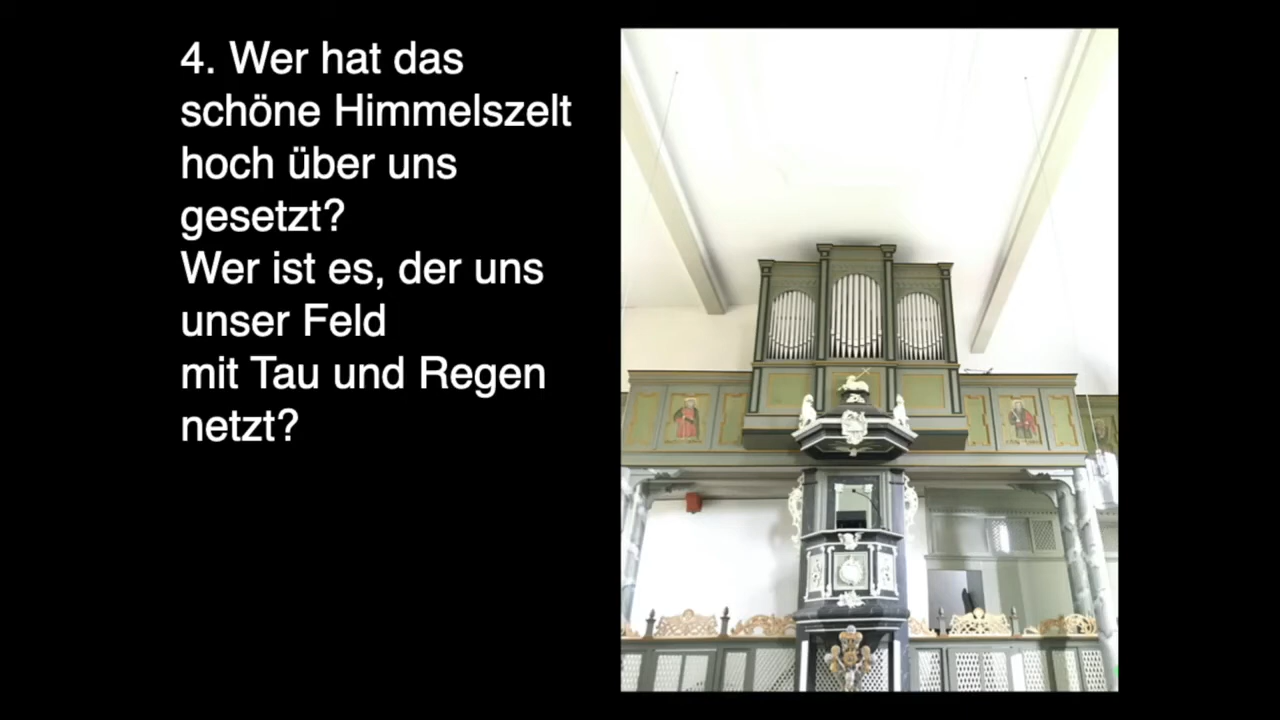 4. Wer hat das
schöne Himmelszelt
hoch über uns
gesetzt?
Wer ist es, der uns
unser Feld
mit Tau und Regen
netzt?